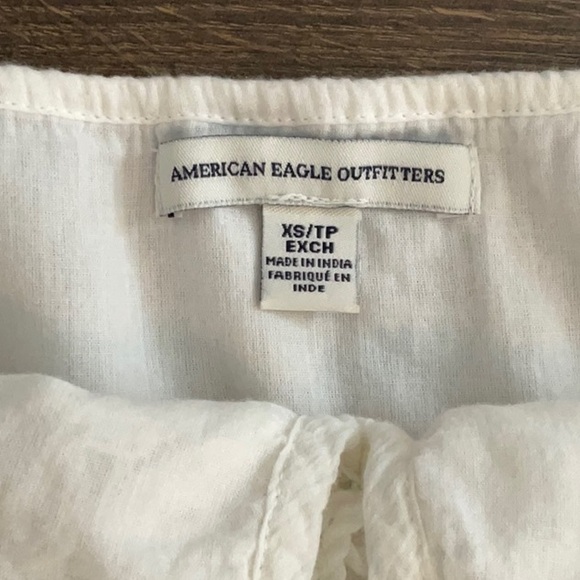 AMERICAN EAGLE OUTFITTERS
XS/TP
EXCH
MADE IN INDIA
FABRIQUÉ EN
INDE